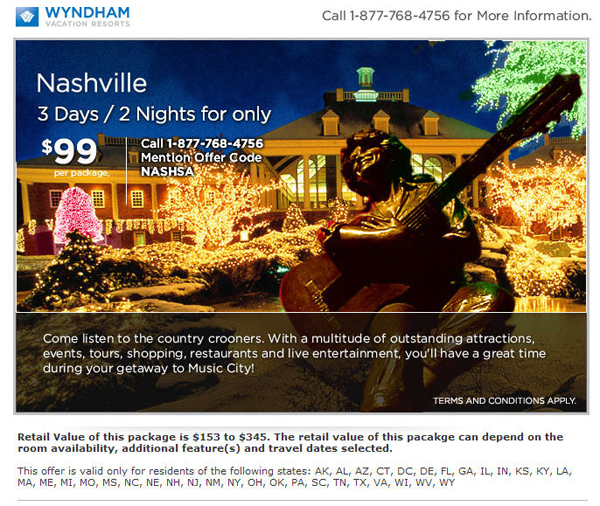 WYNDHAM
VACATION RESORTS
Call 1-877-768-4756 for More Information.
Nashville
3 Days / 2 Nights for only
$99
per package,
Call 1-877-768-4756
Mention Offer Code
NASHSA
Come listen to the country crooners. With a multitude of outstanding attractions,
events, tours, shopping, restaurants and live entertainment, you'll have a great time
during your getaway to Music City!
TERMS AND CONDITIONS APPLY.
Retail Value of this package is $153 to $345. The retail value of this pacakge can depend on the
room availability, additional feature(s) and travel dates selected.
This offer is valid only for residents of the following states: AK, AL, AZ, CT, DC, DE, FL, GA, IL, IN, KS, KY, LA,
MA, ME, MI, MO, MS, NC, NE, NH, NJ, NM, NY, OH, OK, PA, SC, TN, TX, VA, WI, WV, WY